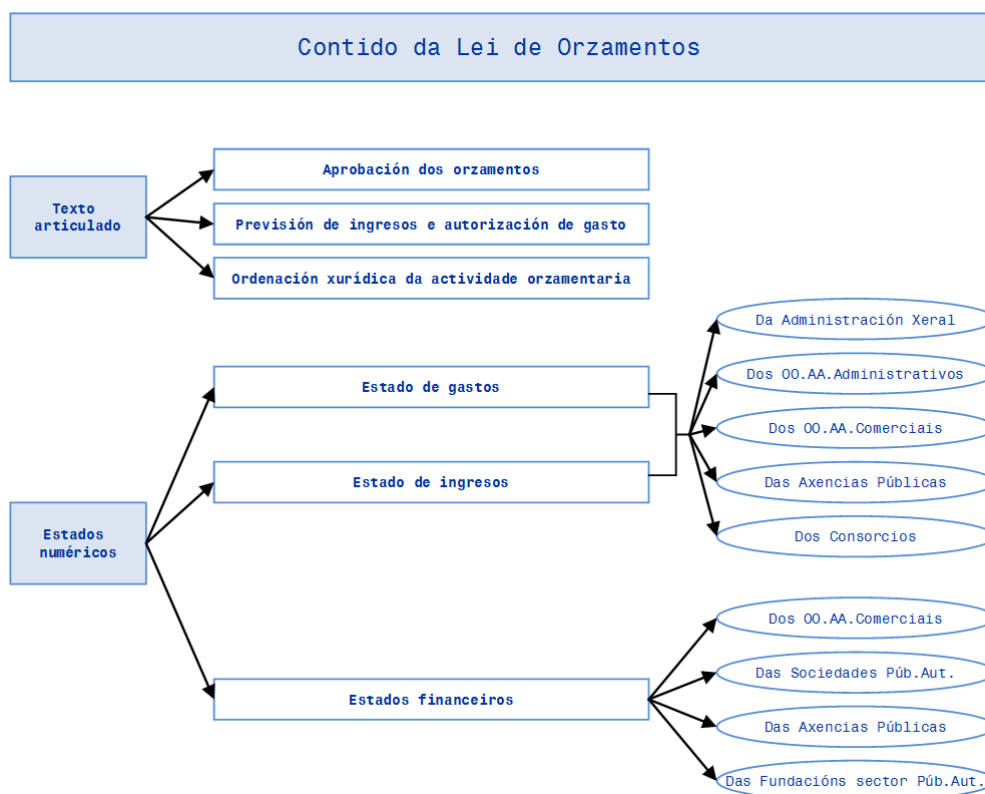 Contido da Lei de Orzamentos
Texto
articulado
Aprobación dos orzamentos
Previsión de ingresos e autorización de gasto
Ordenación xurídica da actividade orzamentaria
Estados
numéricos
Estado de gastos
Estado de ingresos
Da Administración Xeral
Dos OO.AA.Administrativos
Dos OO.AA.Comerciais
Das Axencias Públicas
Dos Consorcios
Estados financeiros
Dos OO.AA.Comerciais
Das Sociedades Púb.Aut.
Das Axencias Públicas
Das Fundacións sector Púb.Aut.